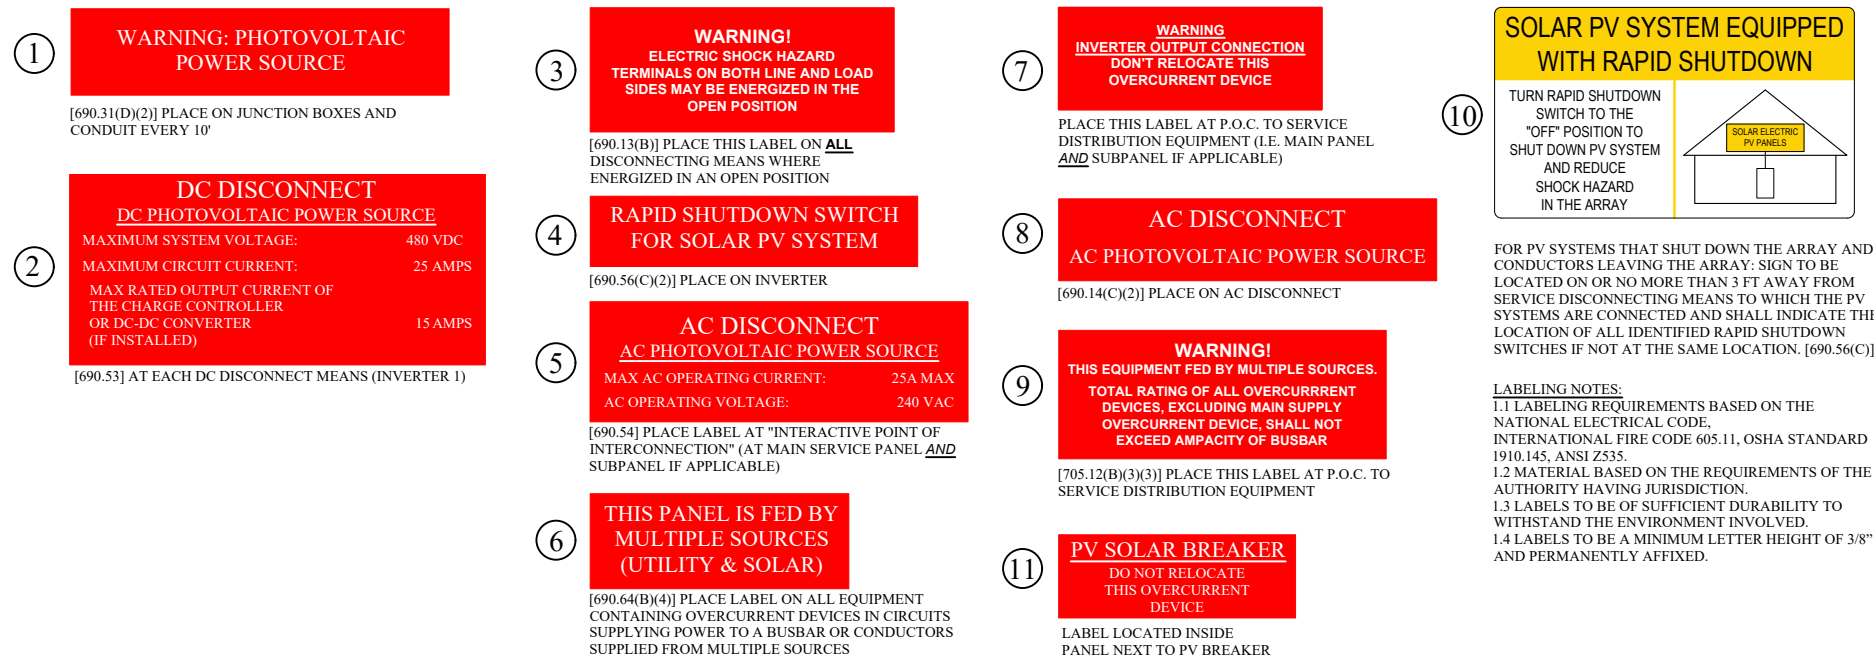 1
WARNING: PHOTOVOLTAIC
POWER SOURCE
[690.31(D)(2)] PLACE ON JUNCTION BOXES AND
CONDUIT EVERY 10'
2
DC DISCONNECT
DC PHOTOVOLTAIC POWER SOURCE
MAXIMUM SYSTEM VOLTAGE: 480 VDC
MAXIMUM CIRCUIT CURRENT: 25 AMPS
MAX RATED OUTPUT CURRENT OF
THE CHARGE CONTROLLER
OR DC-DC CONVERTER 15 AMPS
(IF INSTALLED)
[690.53] AT EACH DC DISCONNECT MEANS (INVERTER 1)
3
WARNING!
ELECTRIC SHOCK HAZARD
TERMINALS ON BOTH LINE AND LOAD
SIDES MAY BE ENERGIZED IN THE
OPEN POSITION
[690.13(B)] PLACE THIS LABEL ON ALL
DISCONNECTING MEANS WHERE
ENERGIZED IN AN OPEN POSITION
4
RAPID SHUTDOWN SWITCH
FOR SOLAR PV SYSTEM
[690.56(C)(2)] PLACE ON INVERTER
5
AC DISCONNECT
AC PHOTOVOLTAIC POWER SOURCE
MAX AC OPERATING CURRENT: 25A MAX
AC OPERATING VOLTAGE: 240 VAC
[690.54] PLACE LABEL AT "INTERACTIVE POINT OF
INTERCONNECTION" (AT MAIN SERVICE PANEL AND
SUBPANEL IF APPLICABLE)
6
THIS PANEL IS FED BY
MULTIPLE SOURCES
(UTILITY & SOLAR)
[690.64(B)(4)] PLACE LABEL ON ALL EQUIPMENT
CONTAINING OVERCURRENT DEVICES IN CIRCUITS
SUPPLYING POWER TO A BUSBAR OR CONDUCTORS
SUPPLIED FROM MULTIPLE SOURCES
7
WARNING
INVERTER OUTPUT CONNECTION
DON'T RELOCATE THIS
OVERCURRENT DEVICE
PLACE THIS LABEL AT P.O.C. TO SERVICE
DISTRIBUTION EQUIPMENT (I.E. MAIN PANEL
AND SUBPANEL IF APPLICABLE)
8
AC DISCONNECT
AC PHOTOVOLTAIC POWER SOURCE
[690.14(C)(2)] PLACE ON AC DISCONNECT
9
WARNING!
THIS EQUIPMENT FED BY MULTIPLE SOURCES.
TOTAL RATING OF ALL OVERCURRRENT
DEVICES, EXCLUDING MAIN SUPPLY
OVERCURRENT DEVICE, SHALL NOT
EXCEED AMPACITY OF BUSBAR
[705.12(B)(3)(3)] PLACE THIS LABEL AT P.O.C. TO
SERVICE DISTRIBUTION EQUIPMENT
11
PV SOLAR BREAKER
DO NOT RELOCATE
THIS OVERCURRENT
DEVICE
LABEL LOCATED INSIDE
PANEL NEXT TO PV BREAKER
10
SOLAR PV SYSTEM EQUIPPED
WITH RAPID SHUTDOWN
TURN RAPID SHUTDOWN
SWITCH TO THE
"OFF" POSITION TO
SHUT DOWN PV SYSTEM
AND REDUCE
SHOCK HAZARD
IN THE ARRAY
SOLAR ELECTRIC
PV PANELS
FOR PV SYSTEMS THAT SHUT DOWN THE ARRAY AND
CONDUCTORS LEAVING THE ARRAY: SIGN TO BE
LOCATED ON OR NO MORE THAN 3 FT AWAY FROM
SERVICE DISCONNECTING MEANS TO WHICH THE PV
SYSTEMS ARE CONNECTED AND SHALL INDICATE THE
LOCATION OF ALL IDENTIFIED RAPID SHUTDOWN
SWITCHES IF NOT AT THE SAME LOCATION. [690.56(C)]
LABELING NOTES:
1.1 LABELING REQUIREMENTS BASED ON THE
NATIONAL ELECTRICAL CODE,
INTERNATIONAL FIRE CODE 605.11, OSHA STANDARD
1910.145, ANSI Z535.
1.2 MATERIAL BASED ON THE REQUIREMENTS OF THE
AUTHORITY HAVING JURISDICTION.
1.3 LABELS TO BE OF SUFFICIENT DURABILITY TO
WITHSTAND THE ENVIRONMENT INVOLVED.
1.4 LABELS TO BE A MINIMUM LETTER HEIGHT OF 3/8”
AND PERMANENTLY AFFIXED.